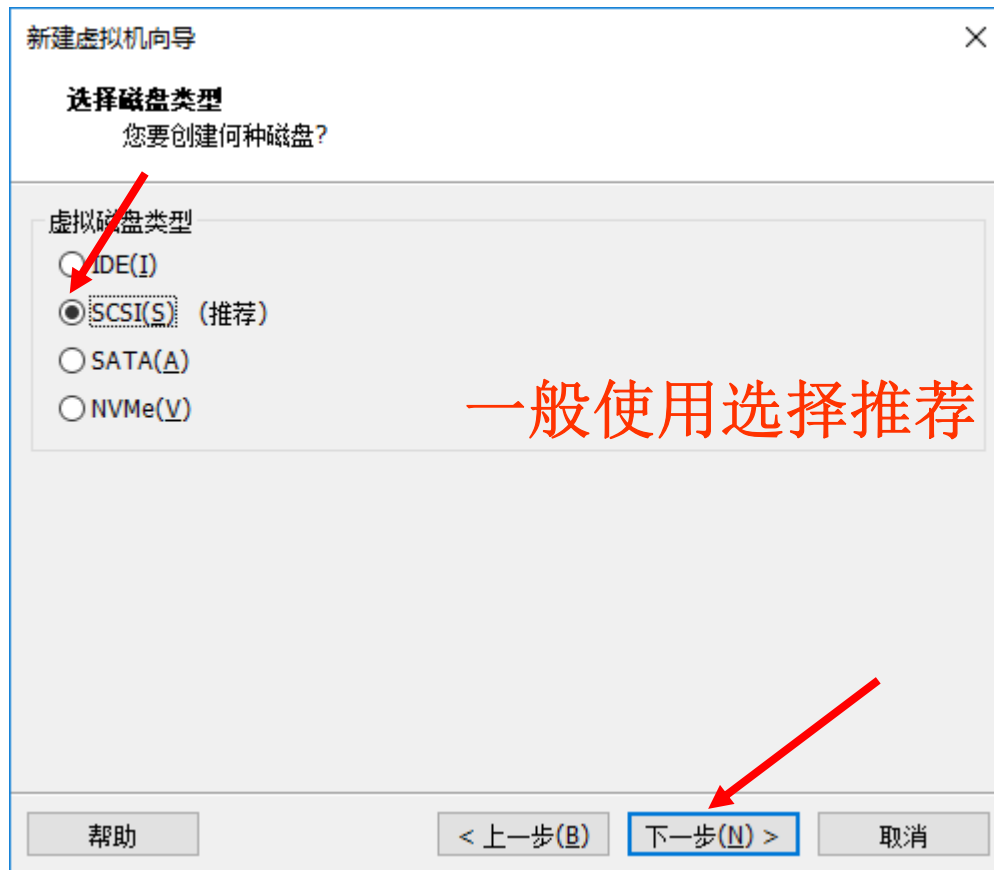 新建虚拟机向导
选择磁盘类型
您要创建何种磁盘?
虚拟磁盘类型
IDE(I)
SCSI(S) (推荐)
SATA(A)
NVMe(V)
一般使用选择推荐
帮助 < 上一步(B) 下一步(N) > 取消